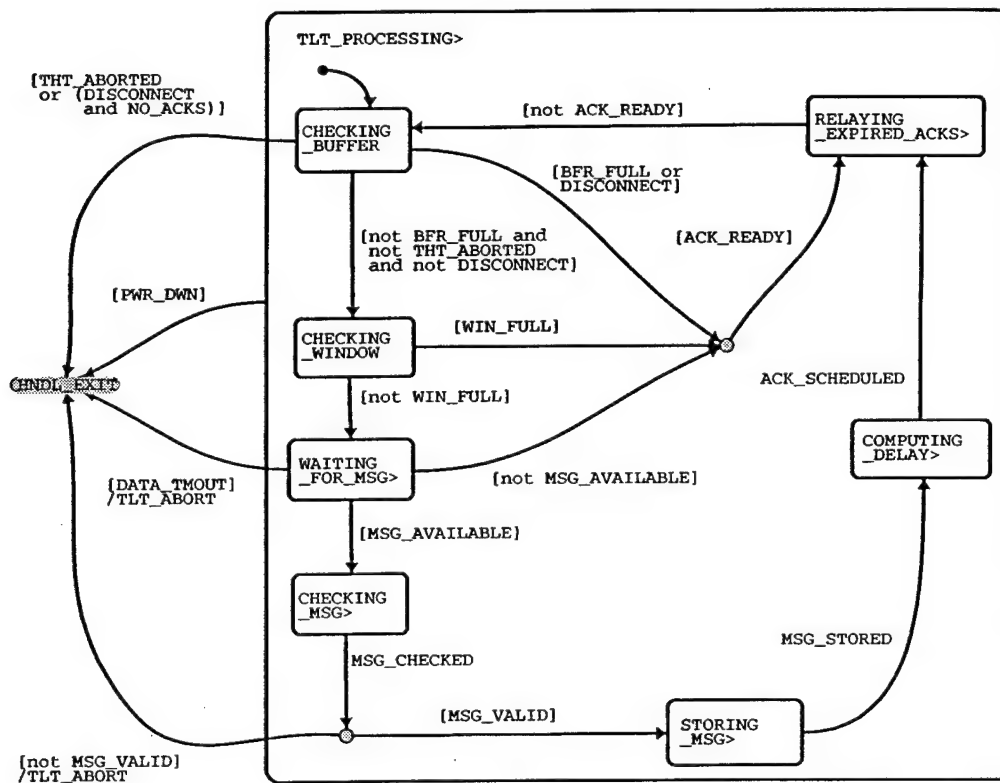 TLT_PROCESSING>
[THT_ABORTED
or (DISCONNECT
and NO_ACKS)]
CHECKING
_BUFFER
[not ACK_READY]
RELAYING
_EXPIRED_ACKS>
[BFR_FULL or
DISCONNECT]
[not BFR_FULL and
not THT_ABORTED
and not DISCONNECT]
[ACK_READY]
[PWR_DWN]
CHECKING
_WINDOW
[WIN_FULL]
HNDL_EXIT
[not WIN_FULL]
ACK_SCHEDULED
WAITING
_FOR_MSG>
COMPUTING
_DELAY>
[DATA_TMOUT]
/TLT_ABORT
[not MSG_AVAILABLE]
[MSG_AVAILABLE]
CHECKING
_MSG>
MSG_CHECKED
MSG_STORED
[MSG_VALID]
STORING
_MSG>
[not MSG_VALID]
/TLT_ABORT